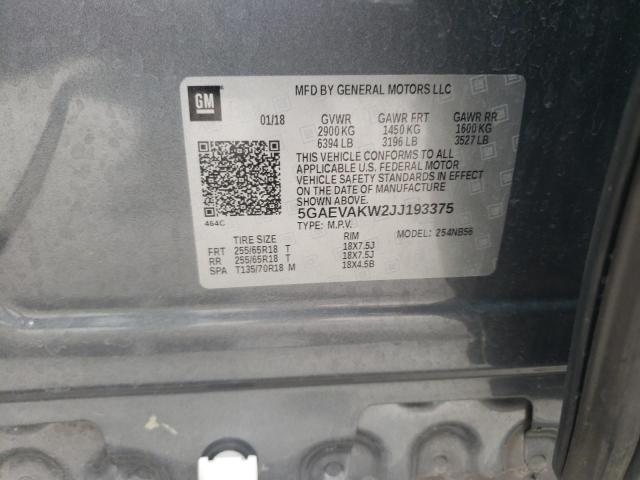 GM
MFD BY GENERAL MOTORS LLC
01/18 GVWR GAWR FRT GAWR RR
2900 KG 1450 KG 1600 KG
6394 LB 3196 LB 3527 LB
THIS VEHICLE CONFORMS TO ALL
APPLICABLE U.S. FEDERAL MOTOR
VEHICLE SAFETY STANDARDS IN EFFECT
ON THE DATE OF MANUFACTURE SHOWN
ABOVE.
5GAEVAKW2JJ193375
464C
TYPE: M.P.V. MODEL: 254NB56
TIRE SIZE RIM
FRT 255/65R18 T 18X7.5J
RR 255/65R18 T 18X7.5J
SPA T135/70R18 M 18X4.5B